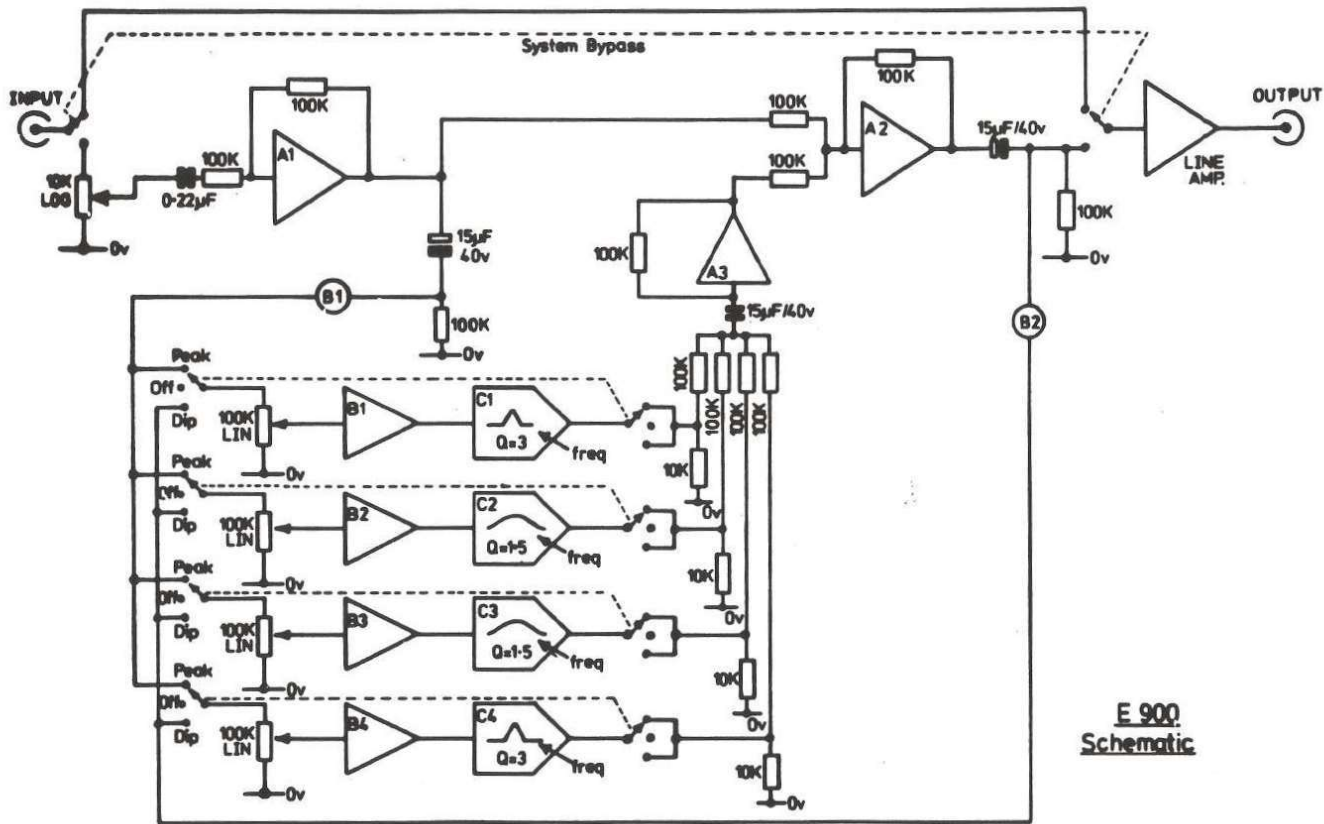 System Bypass
INPUT
100K
100K
100K
A2
15µF/40v
OUTPUT
A1
100K
10K
LOG
0·22µF
100K
LINE
AMP.
100K
0v
0v
15µF
40v
100K
A3
15µF/40v
B1
100K
0v
B2
Peak
Off
Dip
100K
LIN
0v
B1
C1
Q=3
freq
100K
100K
100K
100K
10K
0v
Peak
Off
Dip
100K
LIN
0v
B2
C2
Q=1·5
freq
10K
0v
Peak
Off
Dip
100K
LIN
0v
B3
C3
Q=1·5
freq
10K
0v
Peak
Off
Dip
100K
LIN
0v
B4
C4
Q=3
freq
10K
0v
E 900
Schematic